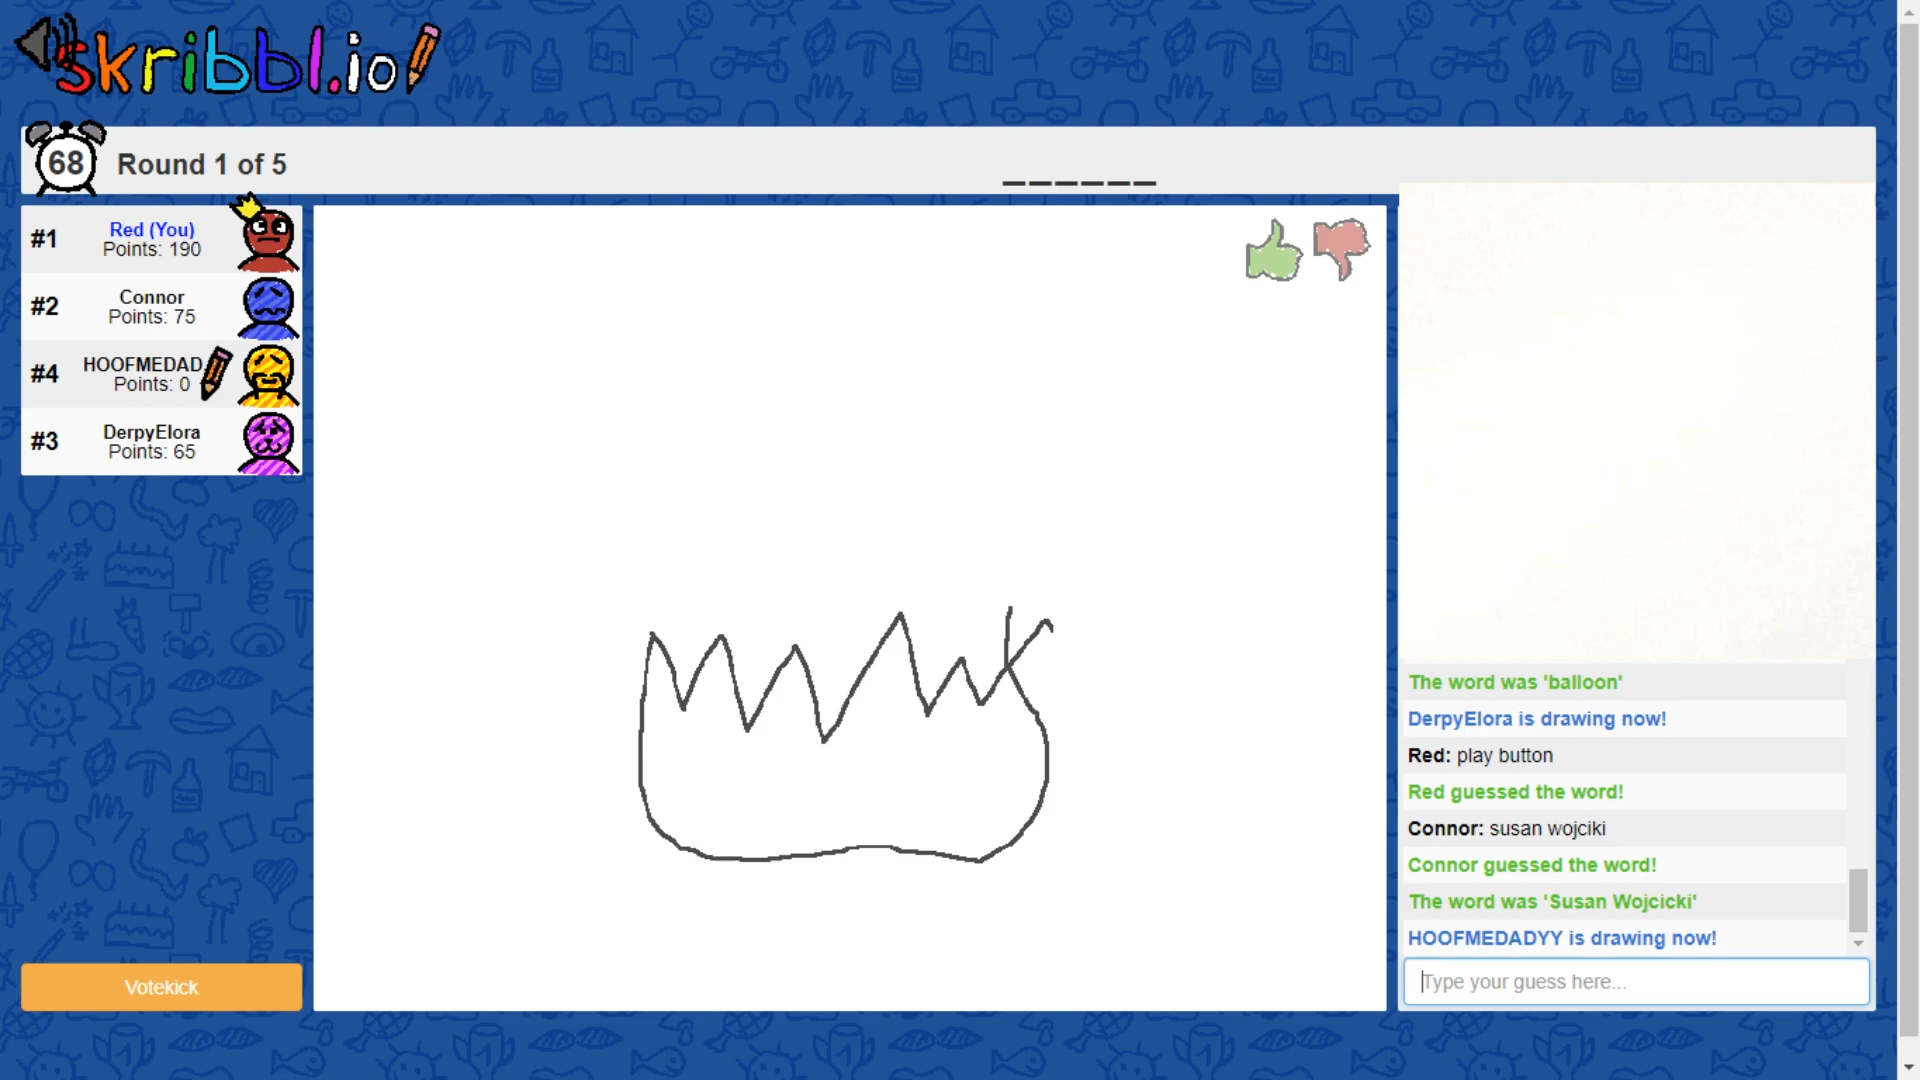 skribbl.io
68
Round 1 of 5
______
#1
Red (You)
Points: 190
#2
Connor
Points: 75
#4
HOOFMEDAD
Points: 0
#3
DerpyElora
Points: 65
Votekick
The word was 'balloon'
DerpyElora is drawing now!
Red: play button
Red guessed the word!
Connor: susan wojciki
Connor guessed the word!
The word was 'Susan Wojcicki'
HOOFMEDADYY is drawing now!
Type your guess here...